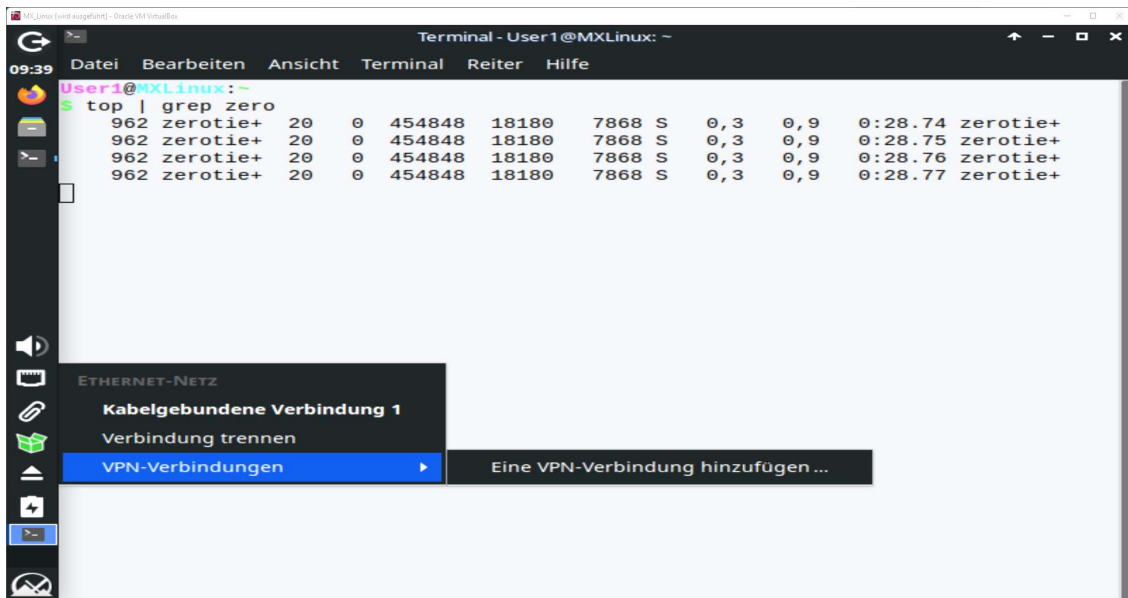 MX_Linux [wird ausgeführt] - Oracle VM VirtualBox
Terminal - User1@MXLinux: ~
09:39
Datei Bearbeiten Ansicht Terminal Reiter Hilfe
User1@MXLinux:~
$ top | grep zero
962 zerotie+ 20 0 454848 18180 7868 S 0,3 0,9 0:28.74 zerotie+
962 zerotie+ 20 0 454848 18180 7868 S 0,3 0,9 0:28.75 zerotie+
962 zerotie+ 20 0 454848 18180 7868 S 0,3 0,9 0:28.76 zerotie+
962 zerotie+ 20 0 454848 18180 7868 S 0,3 0,9 0:28.77 zerotie+
ETHERNET-NETZ
Kabelgebundene Verbindung 1
Verbindung trennen
VPN-Verbindungen
Eine VPN-Verbindung hinzufügen ...